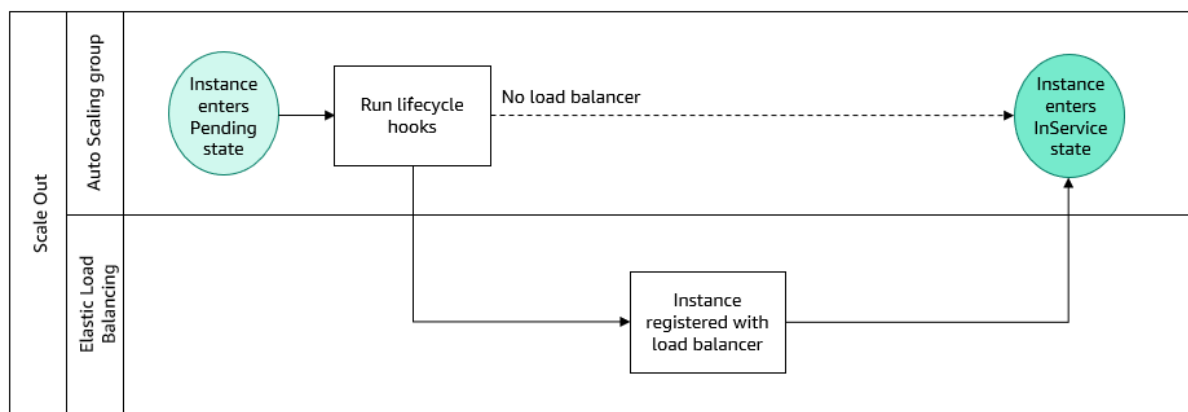 Scale Out
Auto Scaling group
Instance
enters
Pending
state
Run lifecycle
hooks
No load balancer
Instance
enters
InService
state
Elastic Load
Balancing
Instance
registered with
load balancer